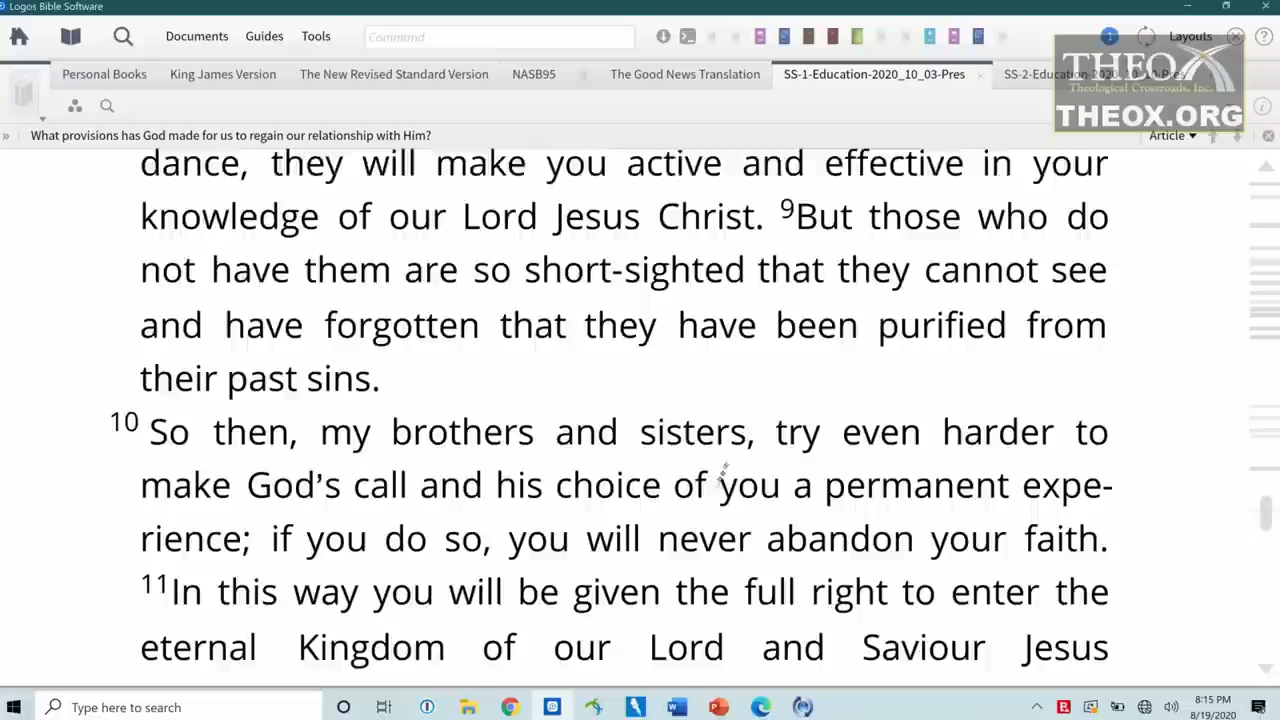 Logos Bible Software
Documents Guides Tools Command 1 Layouts
Personal Books King James Version The New Revised Standard Version NASB95 The Good News Translation SS-1-Education-2020_10_03-Pres SS-2-Education-2020_10_10-Pres
THEOX
Theological Crossroads, Inc.
THEOX.ORG
» What provisions has God made for us to regain our relationship with Him? Article
dance, they will make you active and effective in your
knowledge of our Lord Jesus Christ. 9But those who do
not have them are so short-sighted that they cannot see
and have forgotten that they have been purified from
their past sins.
10 So then, my brothers and sisters, try even harder to
make God's call and his choice of you a permanent expe-
rience; if you do so, you will never abandon your faith.
11In this way you will be given the full right to enter the
eternal Kingdom of our Lord and Saviour Jesus
Type here to search
8:15 PM
8/19/2020